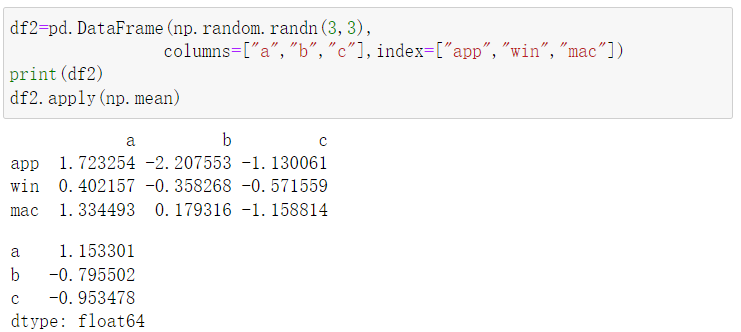 df2=pd.DataFrame(np.random.randn(3,3),
columns=["a","b","c"],index=["app","win","mac"])
print(df2)
df2.apply(np.mean)
a b c
app 1.723254 -2.207553 -1.130061
win 0.402157 -0.358268 -0.571559
mac 1.334493 0.179316 -1.158814
a 1.153301
b -0.795502
c -0.953478
dtype: float64